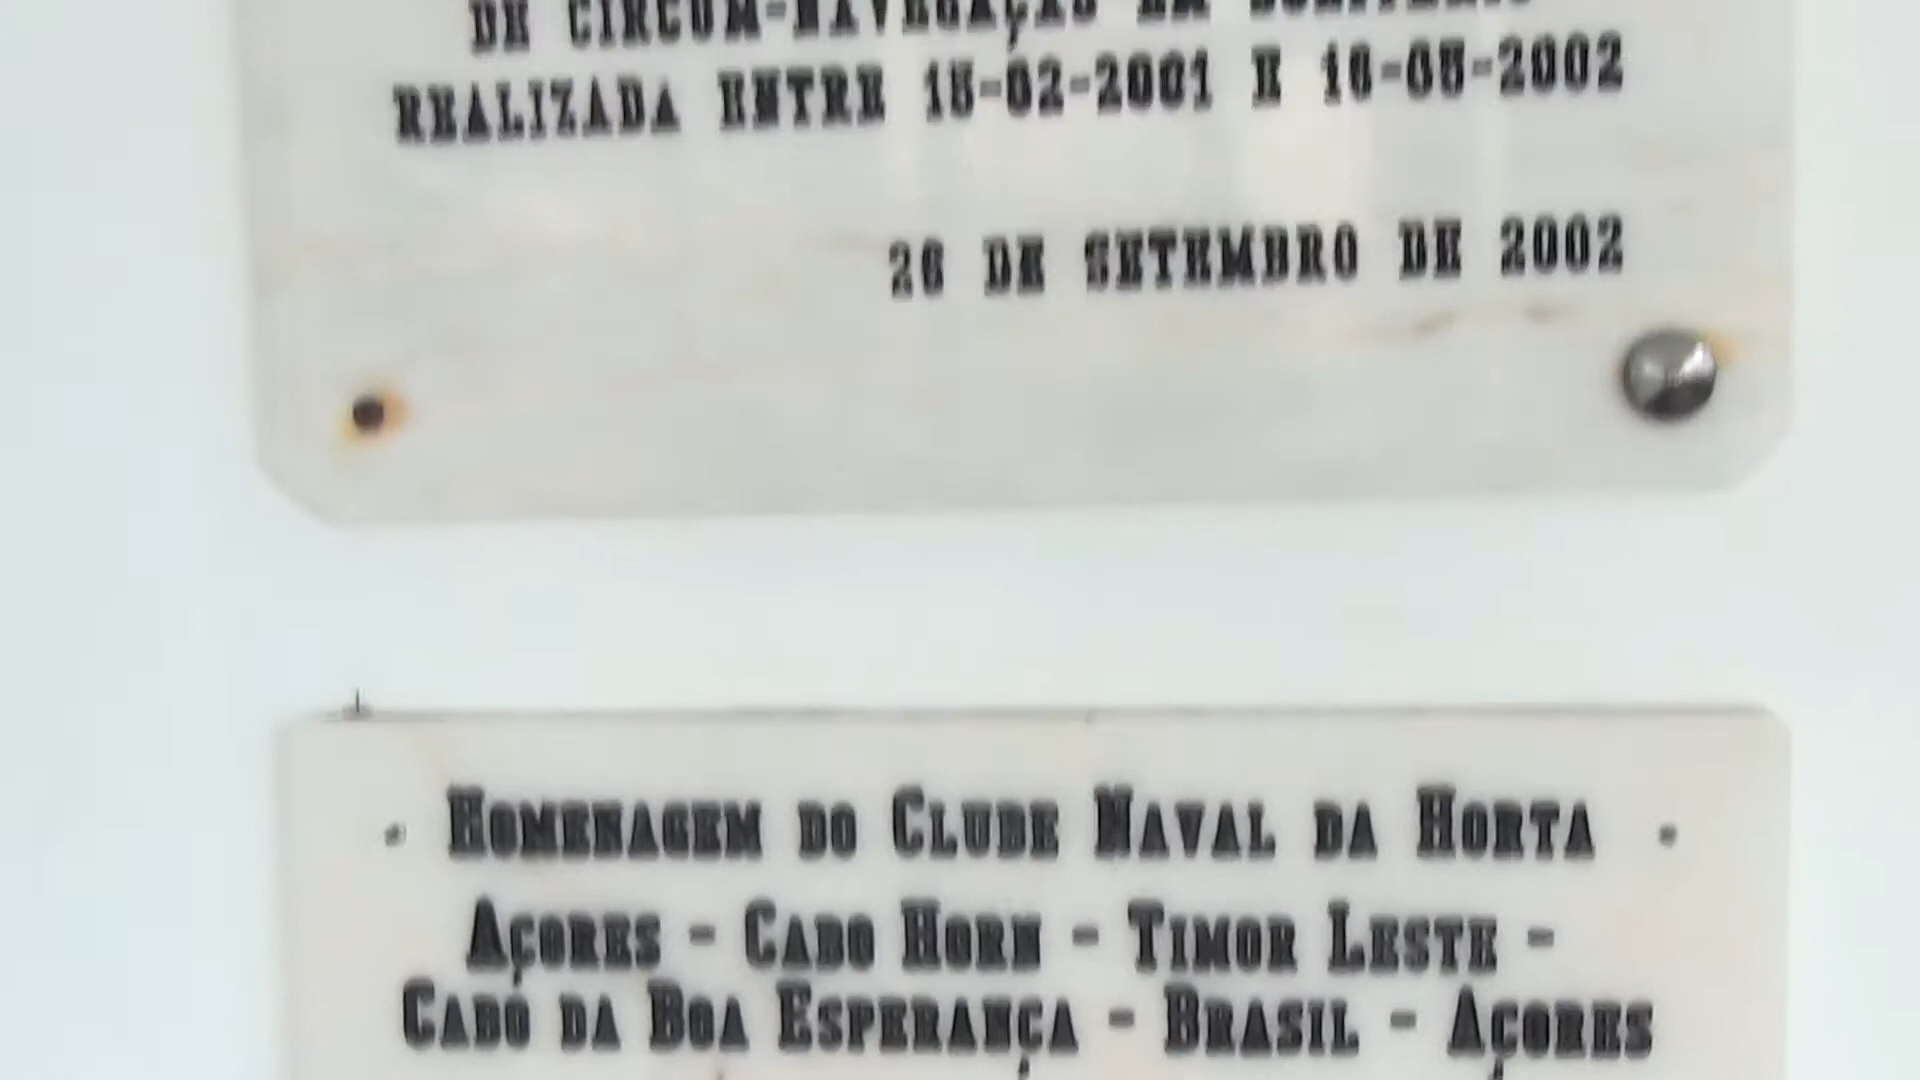 DE CIRCUM-NAVEGAÇÃO EM SOLITÁRIO
REALIZADA ENTRE 15-02-2001 E 16-05-2002
26 DE SETEMBRO DE 2002
HOMENAGEM DO CLUBE NAVAL DA HORTA
AÇORES - CABO HORN - TIMOR LESTE -
CABO DA BOA ESPERANÇA - BRASIL - AÇORES